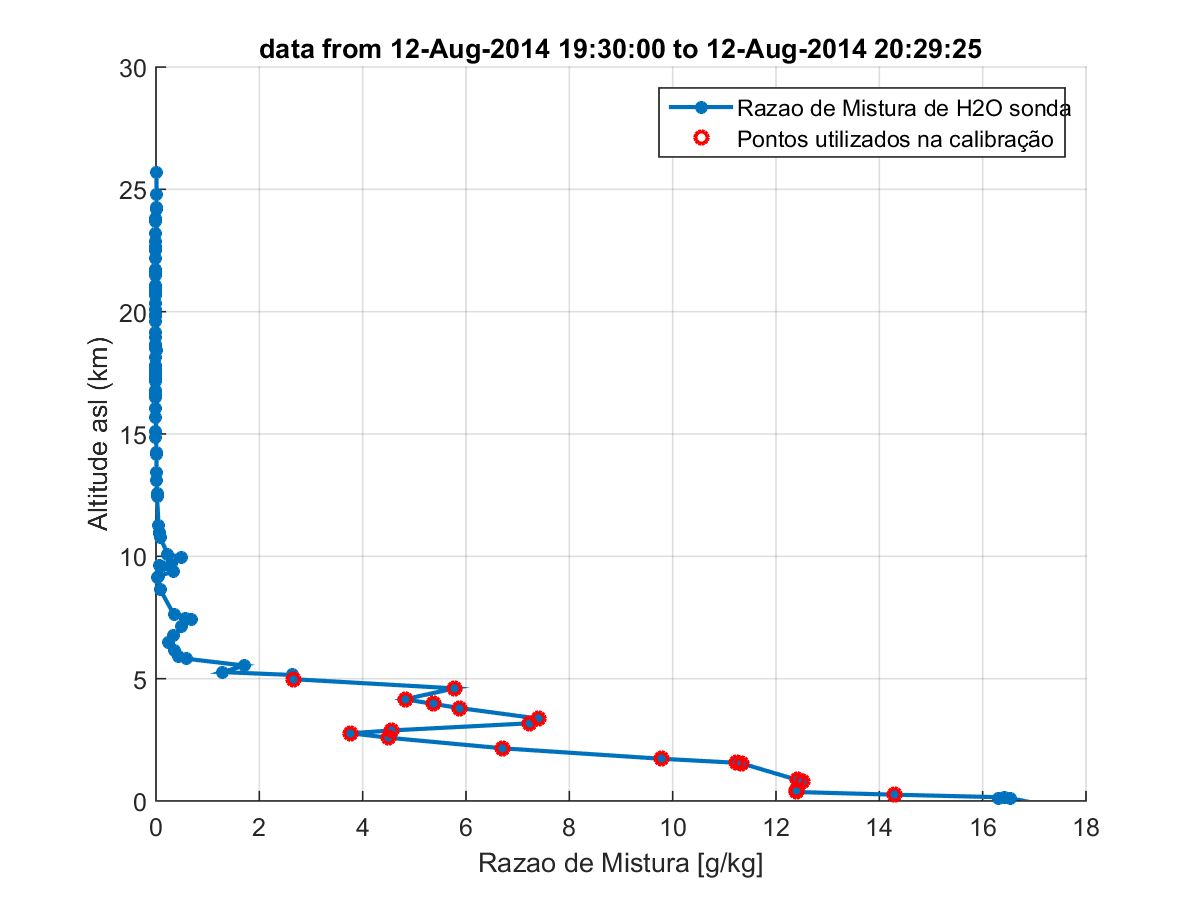 data from 12-Aug-2014 19:30:00 to 12-Aug-2014 20:29:25
Razao de Mistura de H2O sonda
Pontos utilizados na calibração
30
25
20
15
10
5
0
Altitude asl (km)
0 2 4 6 8 10 12 14 16 18
Razao de Mistura [g/kg]